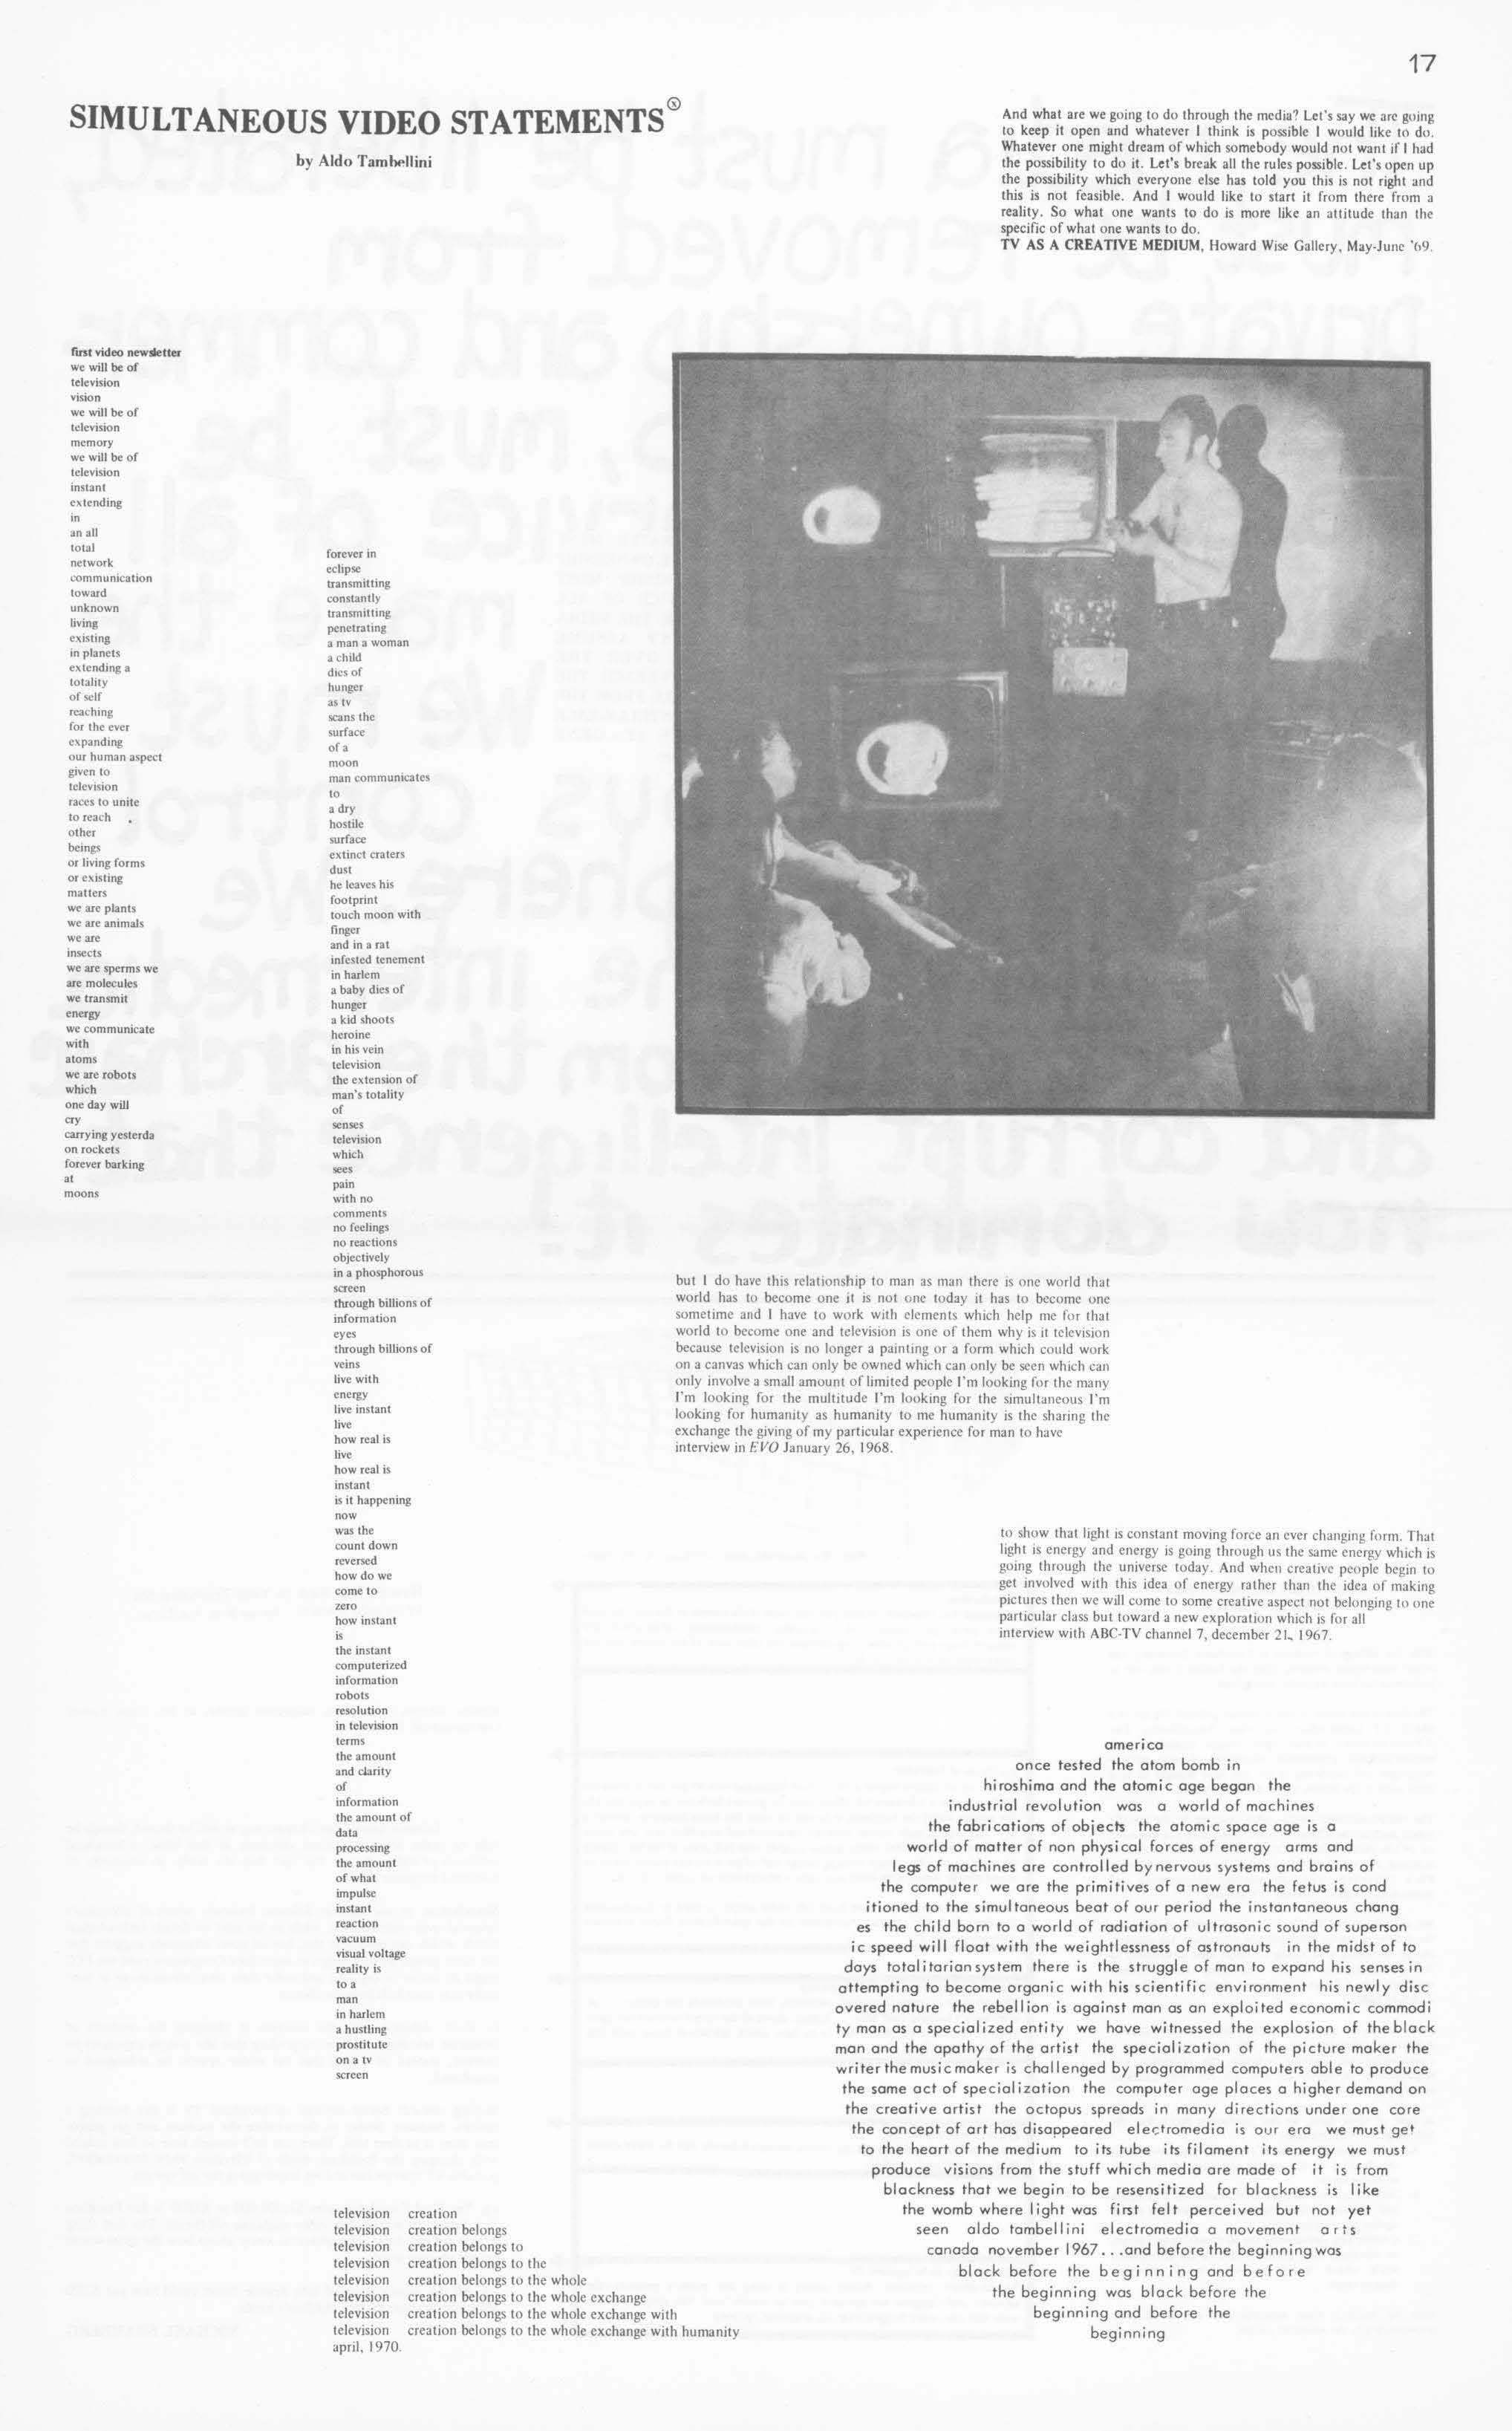 17
SIMULTANEOUS VIDEO STATEMENTS Ⓧ
by Aldo Tambellini
And what are we going to do through the media? Let's say we are going
to keep it open and whatever I think is possible I would like to do.
Whatever one might dream of which somebody would not want if I had
the possibility to do it. Let's break all the rules possible. Let's open up
the possibility which everyone else has told you this is not right and
this is not feasible. And I would like to start it from there from a
reality. So what one wants to do is more like an attitude than the
specific of what one wants to do.
TV AS A CREATIVE MEDIUM, Howard Wise Gallery, May-June '69.
first video newsletter
we will be of
television
vision
we will be of
television
memory
we will be of
television
instant
extending
in
an all
total
network
communication
toward
unknown
living
existing
in planets
extending a
totality
of self
reaching
for the ever
expanding
our human aspect
given to
television
races to unite
to reach
other
beings
or living forms
or existing
matters
we are plants
we are animals
we are
insects
we are sperms we
are molecules
we transmit
energy
we communicate
with
atoms
we are robots
which
one day will
cry
carrying yesterda
on rockets
forever barking
at
moons
forever in
eclipse
transmitting
constantly
transmitting
penetrating
a man a woman
a child
dies of
hunger
as tv
scans the
surface
of a
moon
man communicates
to
a dry
hostile
surface
extinct craters
dust
he leaves his
footprint
touch moon with
finger
and in a rat
infested tenement
in harlem
a baby dies of
hunger
a kid shoots
heroine
in his vein
television
the extension of
man's totality
of
senses
television
which
sees
pain
with no
comments
no feelings
no reactions
objectively
in a phosphorous
screen
through billions of
information
eyes
through billions of
veins
live with
energy
live instant
live
how real is
live
how real is
instant
is it happening
now
was the
count down
reversed
how do we
come to
zero
how instant
is
the instant
computerized
information
robots
resolution
in television
terms
the amount
and clarity
of
information
the amount of
data
processing
the amount
of what
impulse
instant
reaction
vacuum
visual voltage
reality is
to a
man
in harlem
a hustling
prostitute
on a tv
screen
television creation
television creation belongs
television creation belongs to
television creation belongs to the
television creation belongs to the whole
television creation belongs to the whole exchange
television creation belongs to the whole exchange with
television creation belongs to the whole exchange with humanity
april, 1970.
but I do have this relationship to man as man there is one world that
world has to become one it is not one today it has to become one
sometime and I have to work with elements which help me for that
world to become one and television is one of them why is it television
because television is no longer a painting or a form which could work
on a canvas which can only be owned which can only be seen which can
only involve a small amount of limited people I'm looking for the many
I'm looking for the multitude I'm looking for the simultaneous I'm
looking for humanity as humanity to me humanity is the sharing the
exchange the giving of my particular experience for man to have
interview in EVO January 26, 1968.
to show that light is constant moving force an ever changing form. That
light is energy and energy is going through us the same energy which is
going through the universe today. And when creative people begin to
get involved with this idea of energy rather than the idea of making
pictures then we will come to some creative aspect not belonging to one
particular class but toward a new exploration which is for all
interview with ABC-TV channel 7, december 21, 1967.
america
once tested the atom bomb in
hiroshima and the atomic age began the
industrial revolution was a world of machines
the fabrications of objects the atomic space age is a
world of matter of non physical forces of energy arms and
legs of machines are controlled by nervous systems and brains of
the computer we are the primitives of a new era the fetus is cond
itioned to the simultaneous beat of our period the instantaneous chang
es the child born to a world of radiation of ultrasonic sound of superson
ic speed will float with the weightlessness of astronauts in the midst of to
days totalitarian system there is the struggle of man to expand his senses in
attempting to become organic with his scientific environment his newly disc
overed nature the rebellion is against man as an exploited economic commodi
ty man as a specialized entity we have witnessed the explosion of the black
man and the apathy of the artist the specialization of the picture maker the
writer the music maker is challenged by programmed computers able to produce
the same act of specialization the computer age places a higher demand on
the creative artist the octopus spreads in many directions under one core
the concept of art has disappeared electromedia is our era we must get
to the heart of the medium to its tube its filament its energy we must
produce visions from the stuff which media are made of it is from
blackness that we begin to be resensitized for blackness is like
the womb where light was first felt perceived but not yet
seen aldo tambellini electromedia a movement arts
canada november 1967...and before the beginning was
black before the beginning and before
the beginning was black before the
beginning and before the
beginning